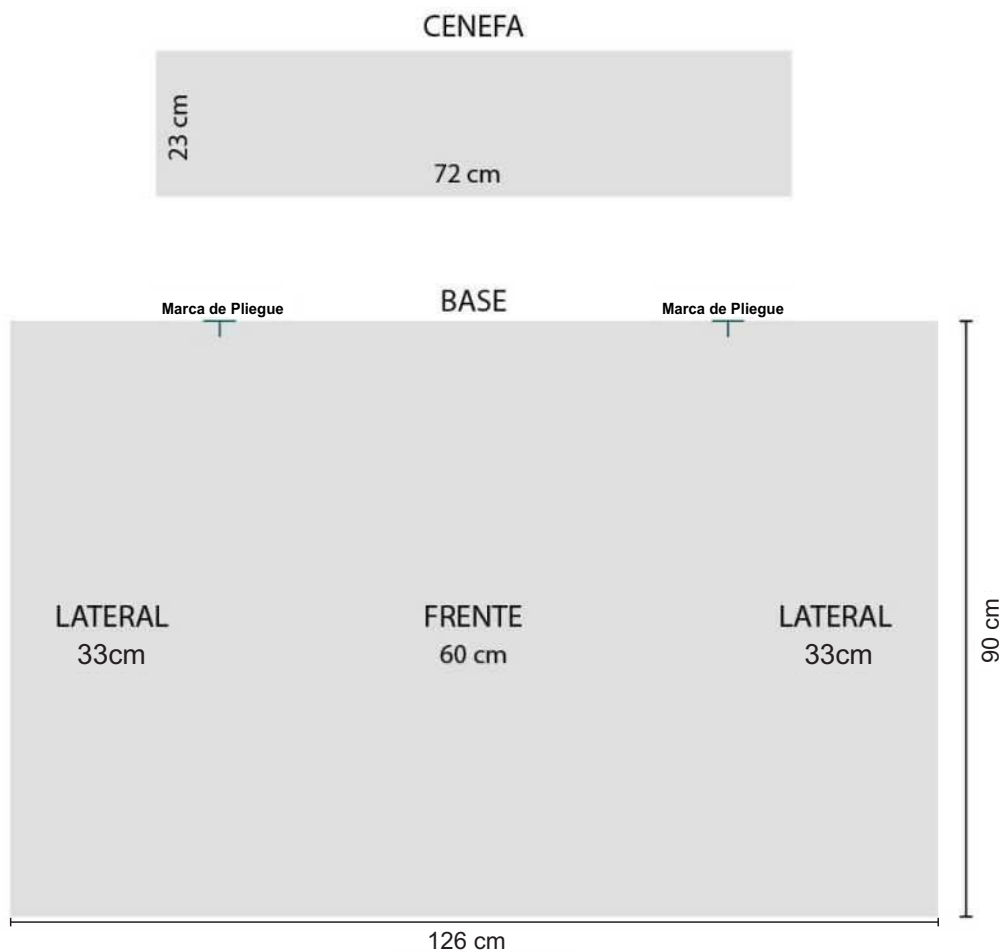 CENEFA
23 cm
72 cm
BASE
Marca de Pliegue
Marca de Pliegue
LATERAL
33cm
FRENTE
60 cm
LATERAL
33cm
90 cm
126 cm